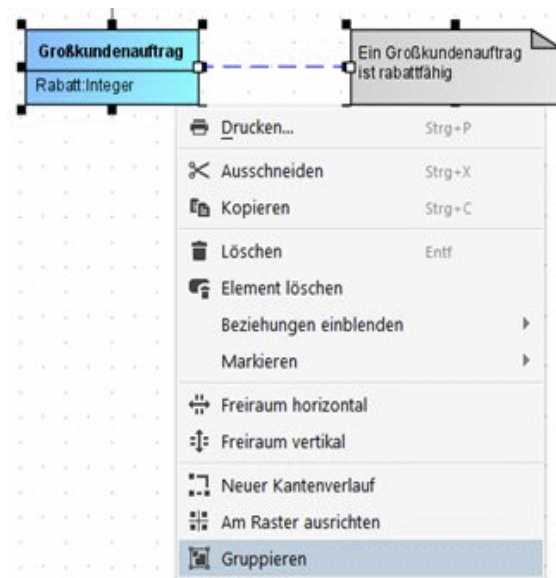 Großkundenauftrag
Rabatt:Integer
Ein Großkundenauftrag
ist rabattfähig
Drucken... Strg+P
Ausschneiden Strg+X
Kopieren Strg+C
Löschen Entf
Element löschen
Beziehungen einblenden
Markieren
Freiraum horizontal
Freiraum vertikal
Neuer Kantenverlauf
Am Raster ausrichten
Gruppieren